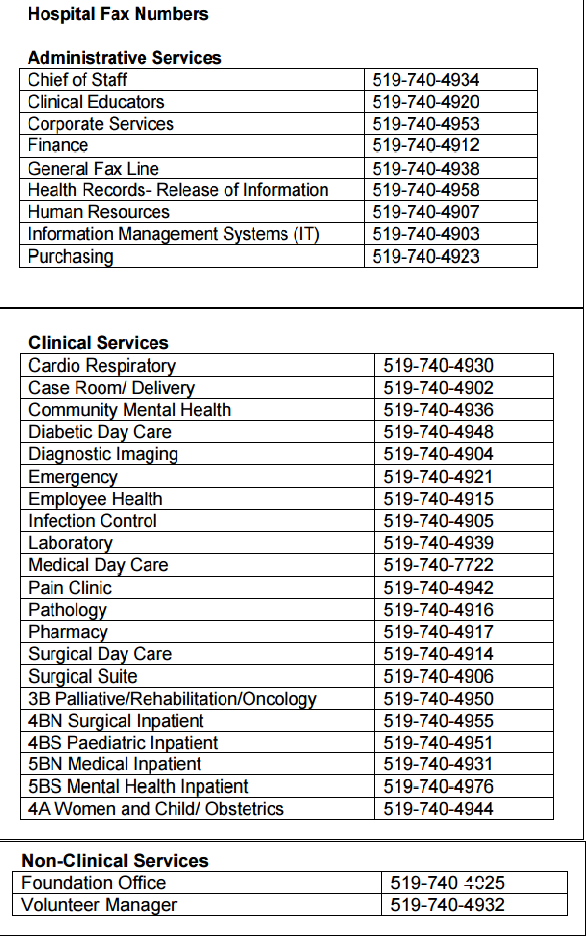 Hospital Fax Numbers
Administrative Services
Chief of Staff 519-740-4934
Clinical Educators 519-740-4920
Corporate Services 519-740-4953
Finance 519-740-4912
General Fax Line 519-740-4938
Health Records- Release of Information 519-740-4958
Human Resources 519-740-4907
Information Management Systems (IT) 519-740-4903
Purchasing 519-740-4923
Clinical Services
Cardio Respiratory 519-740-4930
Case Room/ Delivery 519-740-4902
Community Mental Health 519-740-4936
Diabetic Day Care 519-740-4948
Diagnostic Imaging 519-740-4904
Emergency 519-740-4921
Employee Health 519-740-4915
Infection Control 519-740-4905
Laboratory 519-740-4939
Medical Day Care 519-740-7722
Pain Clinic 519-740-4942
Pathology 519-740-4916
Pharmacy 519-740-4917
Surgical Day Care 519-740-4914
Surgical Suite 519-740-4906
3B Palliative/Rehabilitation/Oncology 519-740-4950
4BN Surgical Inpatient 519-740-4955
4BS Paediatric Inpatient 519-740-4951
5BN Medical Inpatient 519-740-4931
5BS Mental Health Inpatient 519-740-4976
4A Women and Child/ Obstetrics 519-740-4944
Non-Clinical Services
Foundation Office
Volunteer Manager 519-740-4932